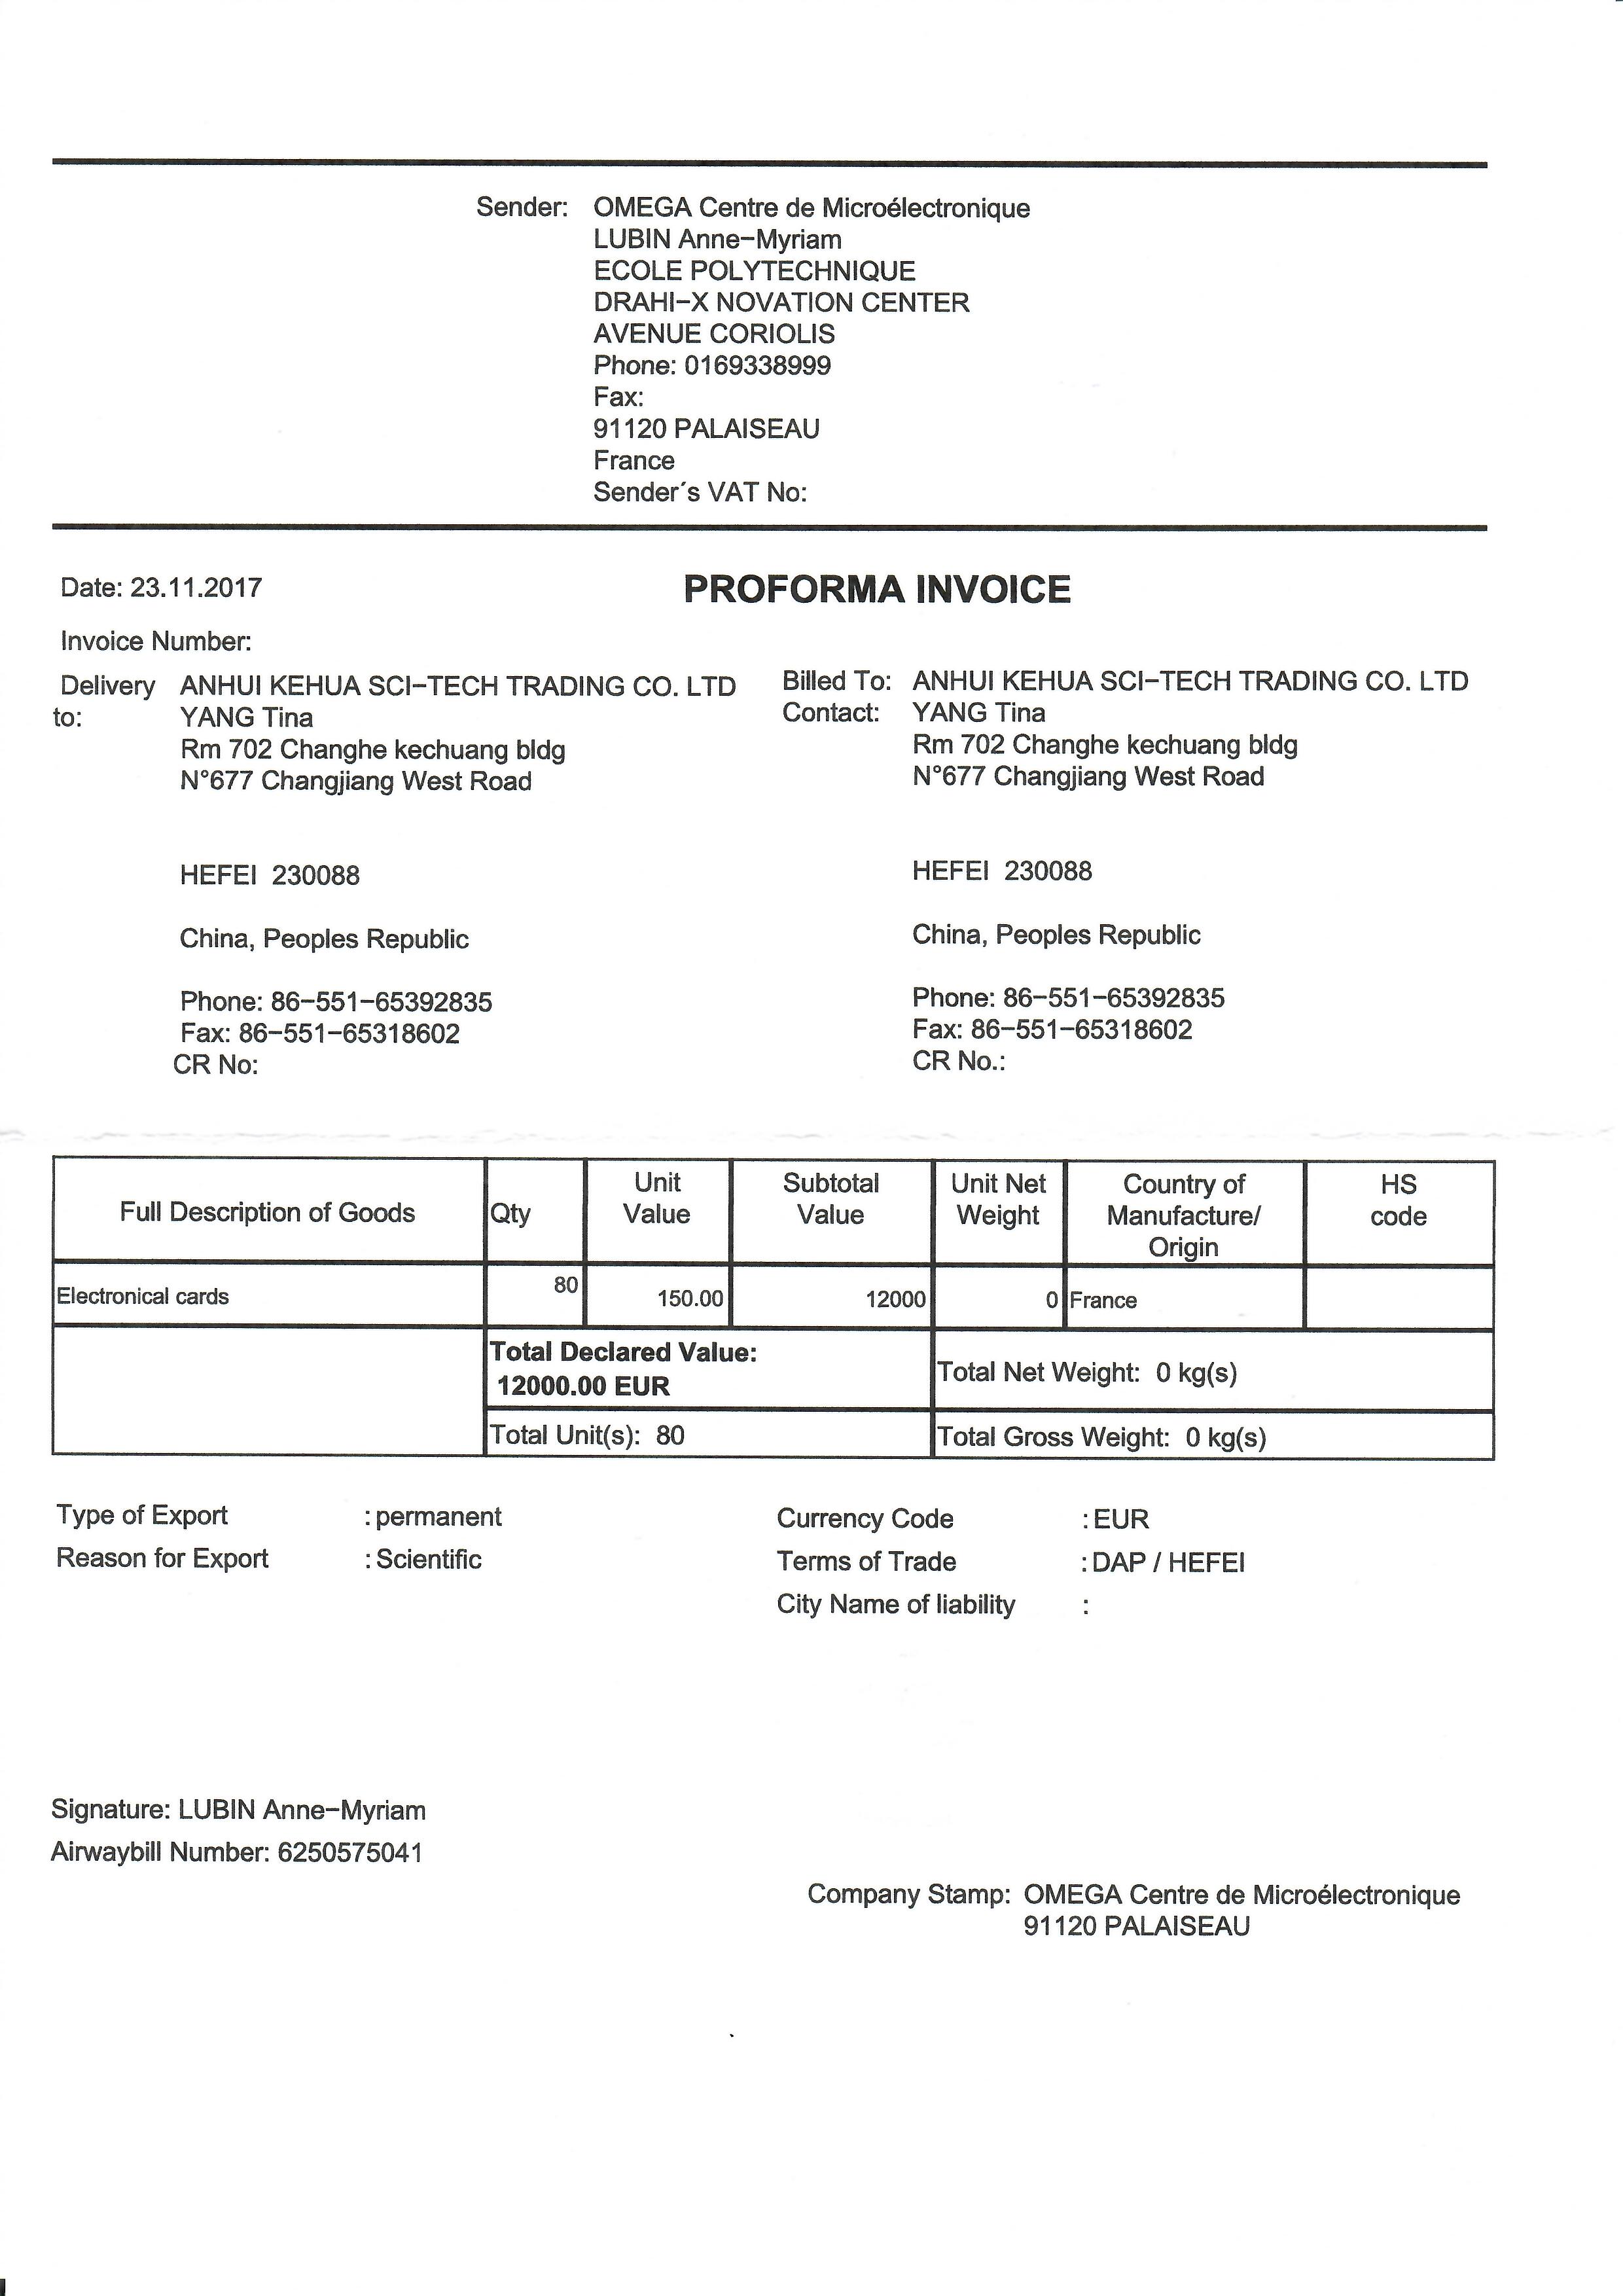 Sender: OMEGA Centre de Microélectronique
LUBIN Anne-Myriam
ECOLE POLYTECHNIQUE
DRAHI-X NOVATION CENTER
AVENUE CORIOLIS
Phone: 0169338999
Fax:
91120 PALAISEAU
France
Sender´s VAT No:
Date: 23.11.2017
PROFORMA INVOICE
Invoice Number:
Delivery to: ANHUI KEHUA SCI-TECH TRADING CO. LTD
YANG Tina
Rm 702 Changhe kechuang bldg
N°677 Changjiang West Road
HEFEI 230088
China, Peoples Republic
Phone: 86-551-65392835
Fax: 86-551-65318602
CR No:
Billed To: ANHUI KEHUA SCI-TECH TRADING CO. LTD
Contact: YANG Tina
Rm 702 Changhe kechuang bldg
N°677 Changjiang West Road
HEFEI 230088
China, Peoples Republic
Phone: 86-551-65392835
Fax: 86-551-65318602
CR No.:
Full Description of Goods Qty Unit Value Subtotal Value Unit Net Weight Country of Manufacture/ Origin HS code
Electronical cards 80 150.00 12000 0 France
Total Declared Value:
12000.00 EUR
Total Net Weight: 0 kg(s)
Total Unit(s): 80
Total Gross Weight: 0 kg(s)
Type of Export : permanent
Reason for Export : Scientific
Currency Code : EUR
Terms of Trade : DAP / HEFEI
City Name of liability :
Signature: LUBIN Anne-Myriam
Airwaybill Number: 6250575041
Company Stamp: OMEGA Centre de Microélectronique
91120 PALAISEAU